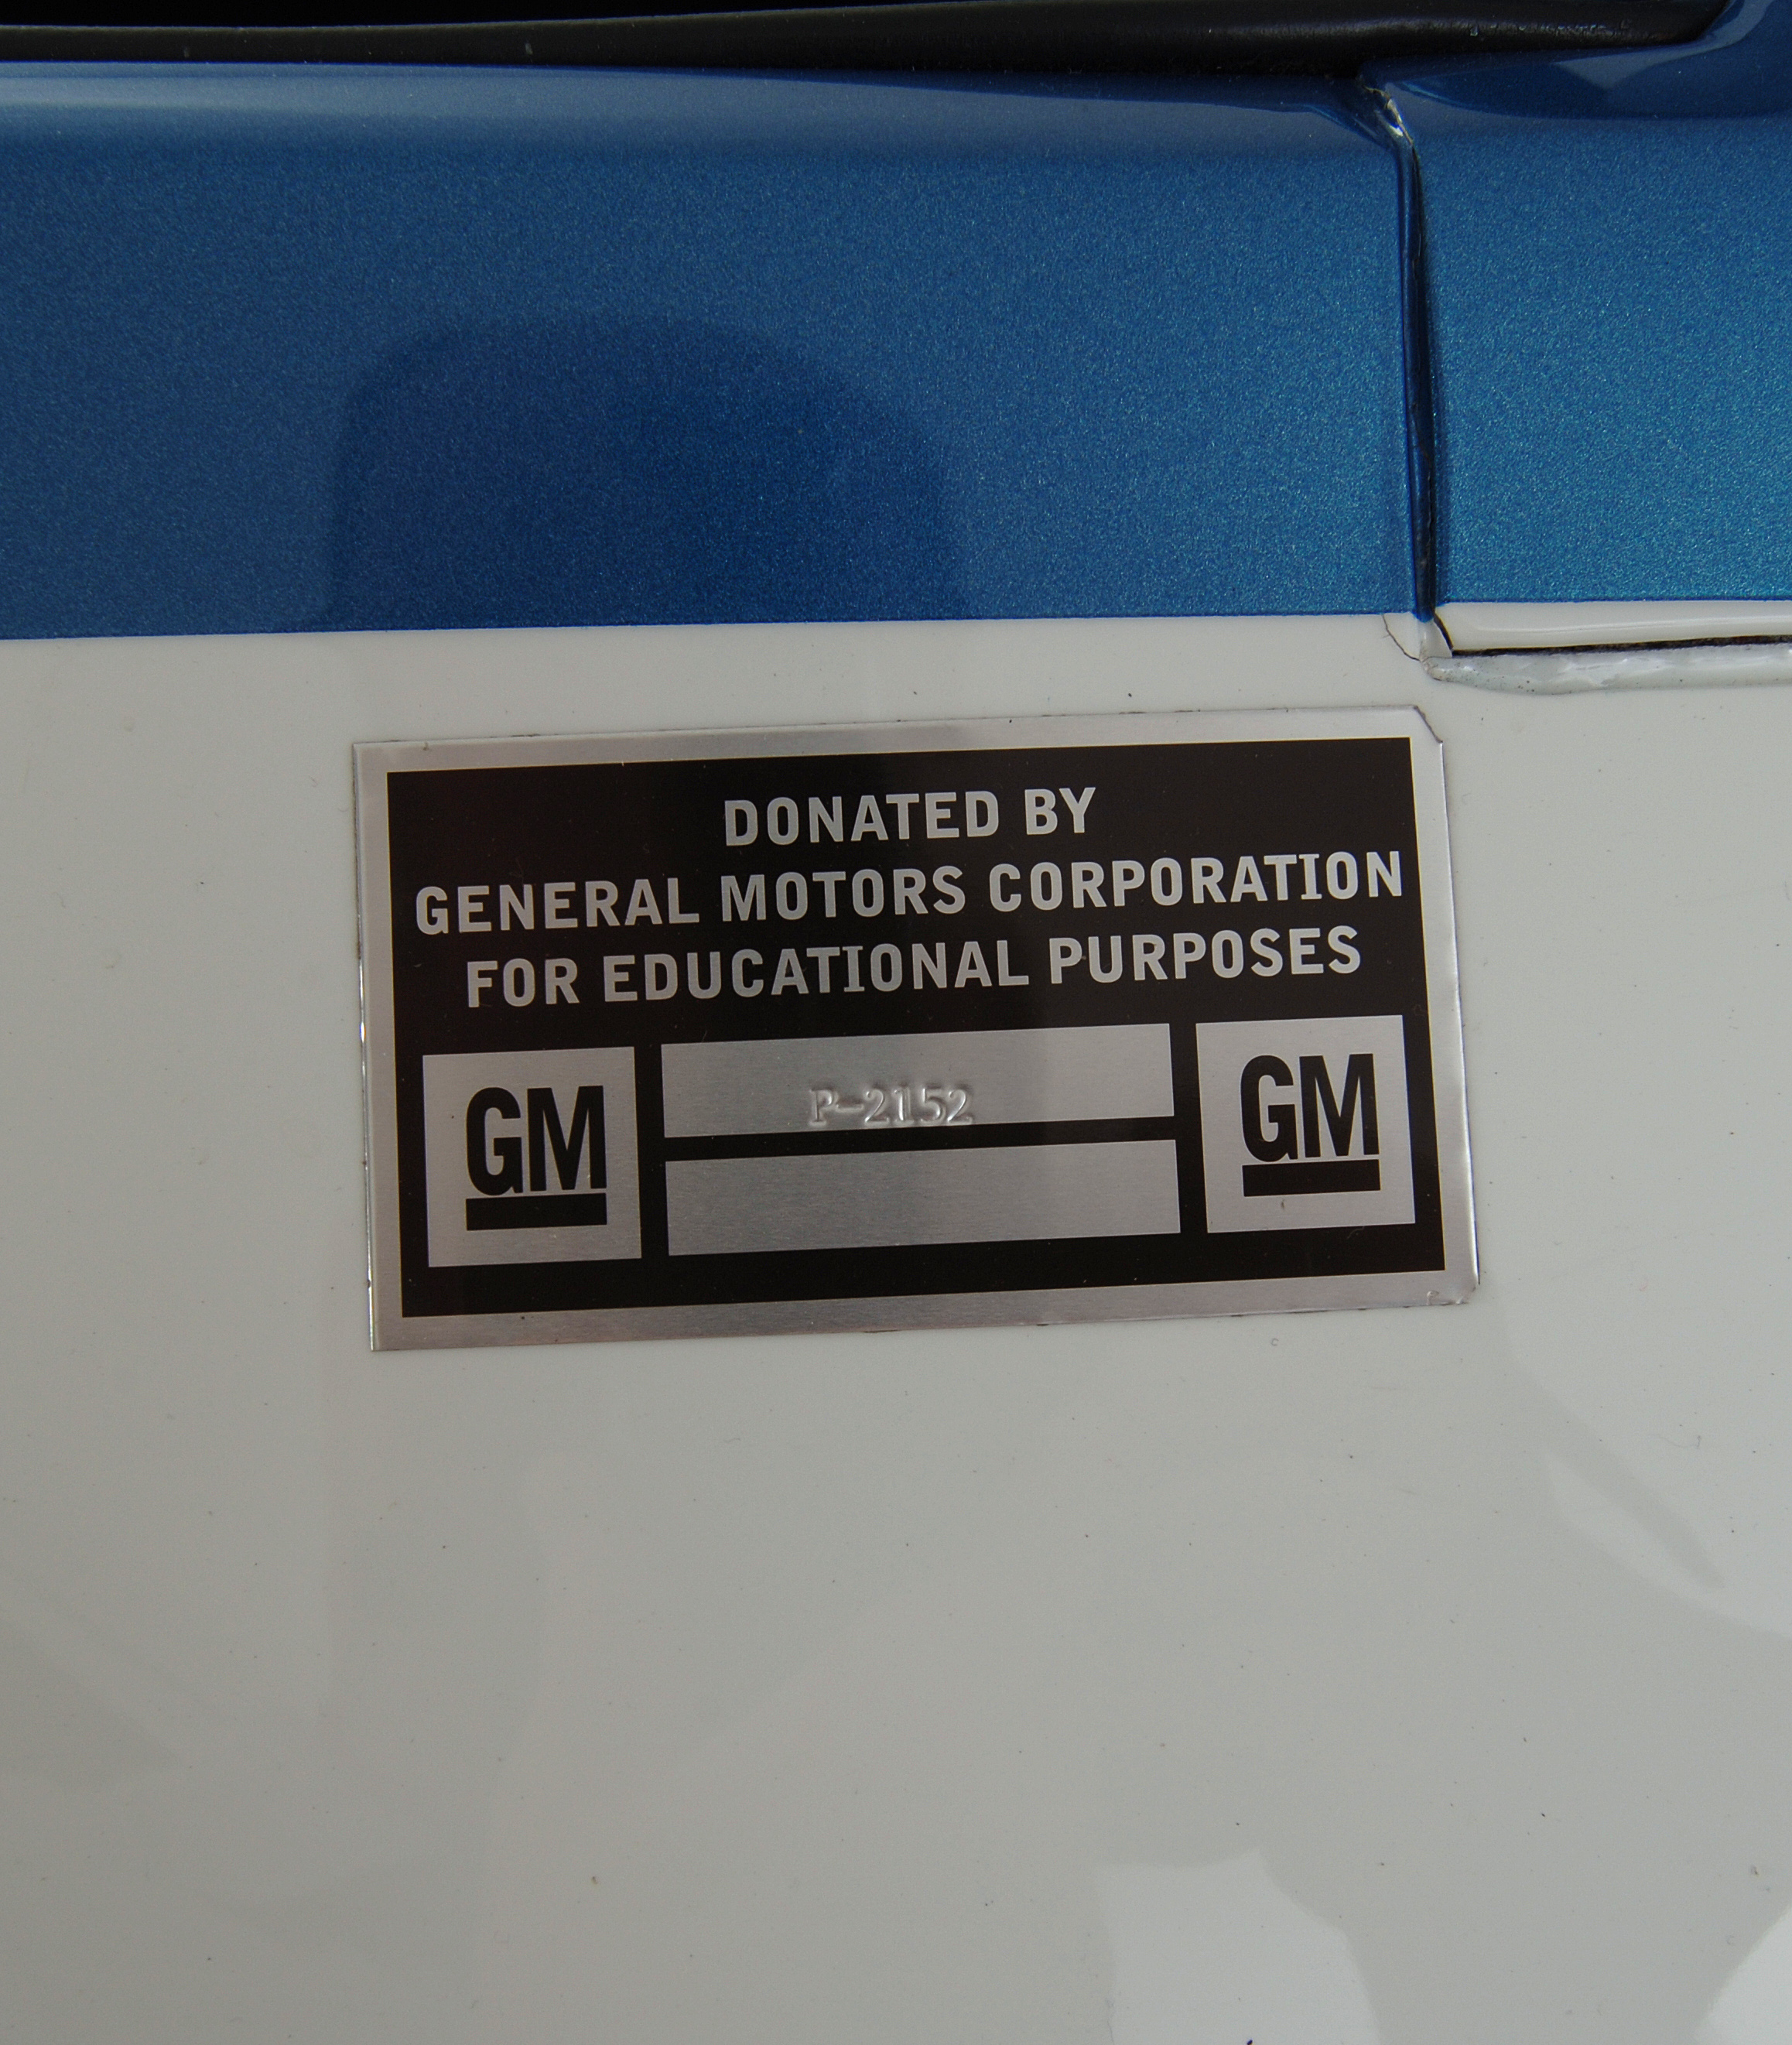 DONATED BY
GENERAL MOTORS CORPORATION
FOR EDUCATIONAL PURPOSES
GM
P-2152
GM